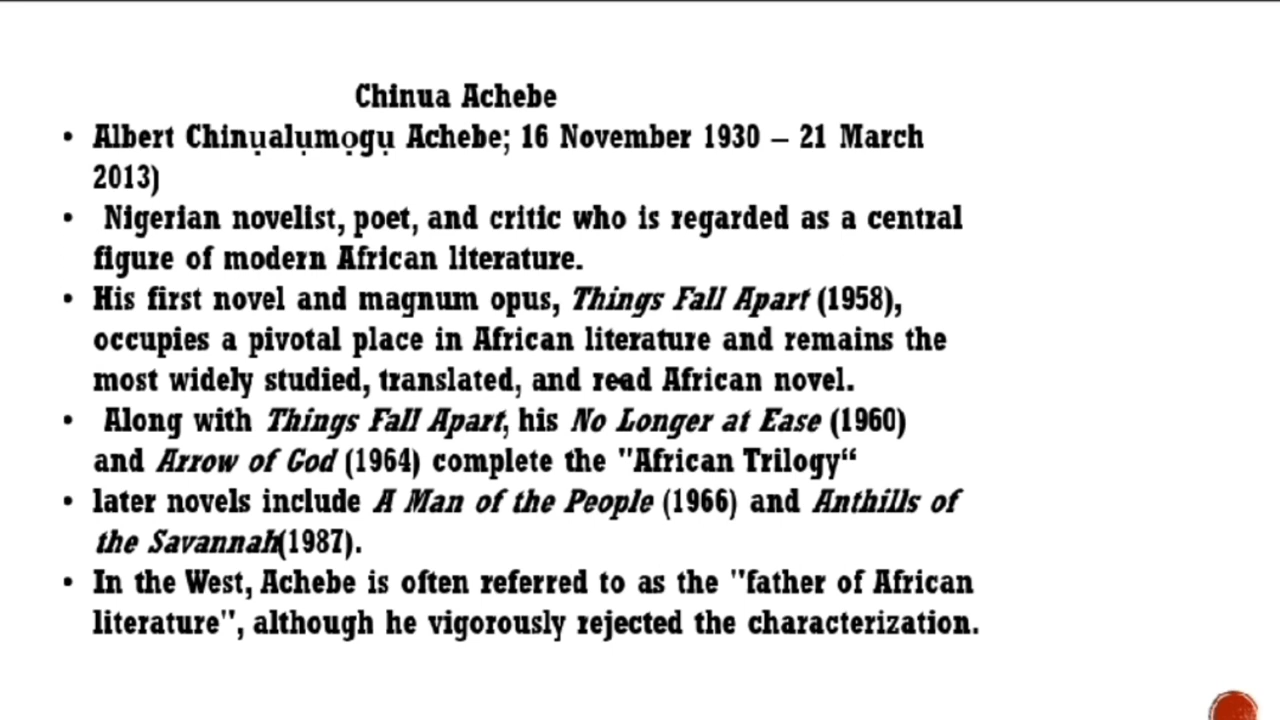 Chinua Achebe
• Albert Chinụalụmọgụ Achebe; 16 November 1930 – 21 March
2013)
• Nigerian novelist, poet, and critic who is regarded as a central
figure of modern African literature.
• His first novel and magnum opus, Things Fall Apart (1958),
occupies a pivotal place in African literature and remains the
most widely studied, translated, and read African novel.
• Along with Things Fall Apart, his No Longer at Ease (1960)
and Arrow of God (1964) complete the "African Trilogy“
• later novels include A Man of the People (1966) and Anthills of
the Savannah(1987).
• In the West, Achebe is often referred to as the "father of African
literature", although he vigorously rejected the characterization.